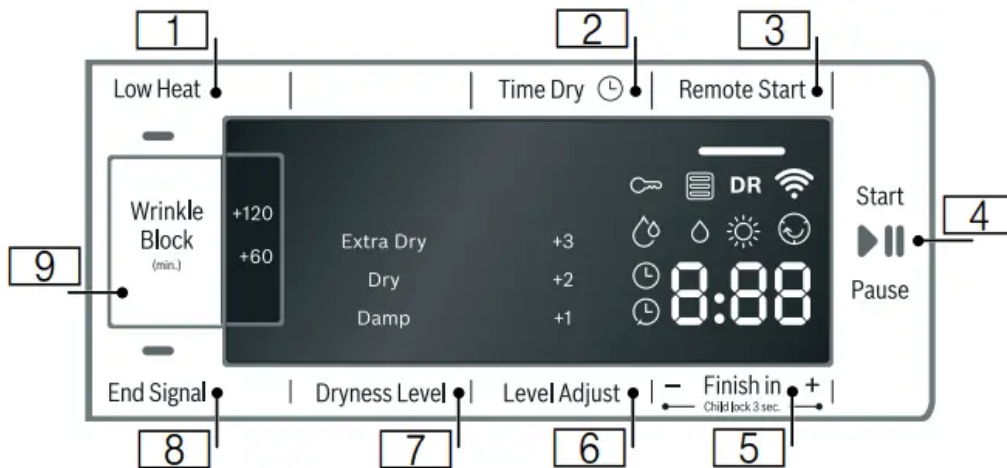 1
2
3
Low Heat
Time Dry
Remote Start
DR
Start
4
Wrinkle
Block
(min.)
+120
+60
9
Extra Dry +3
Dry +2
Damp +1
8:88
Pause
End Signal
Dryness Level
Level Adjust
− Finish in +
Child lock 3 sec.
8
7
6
5